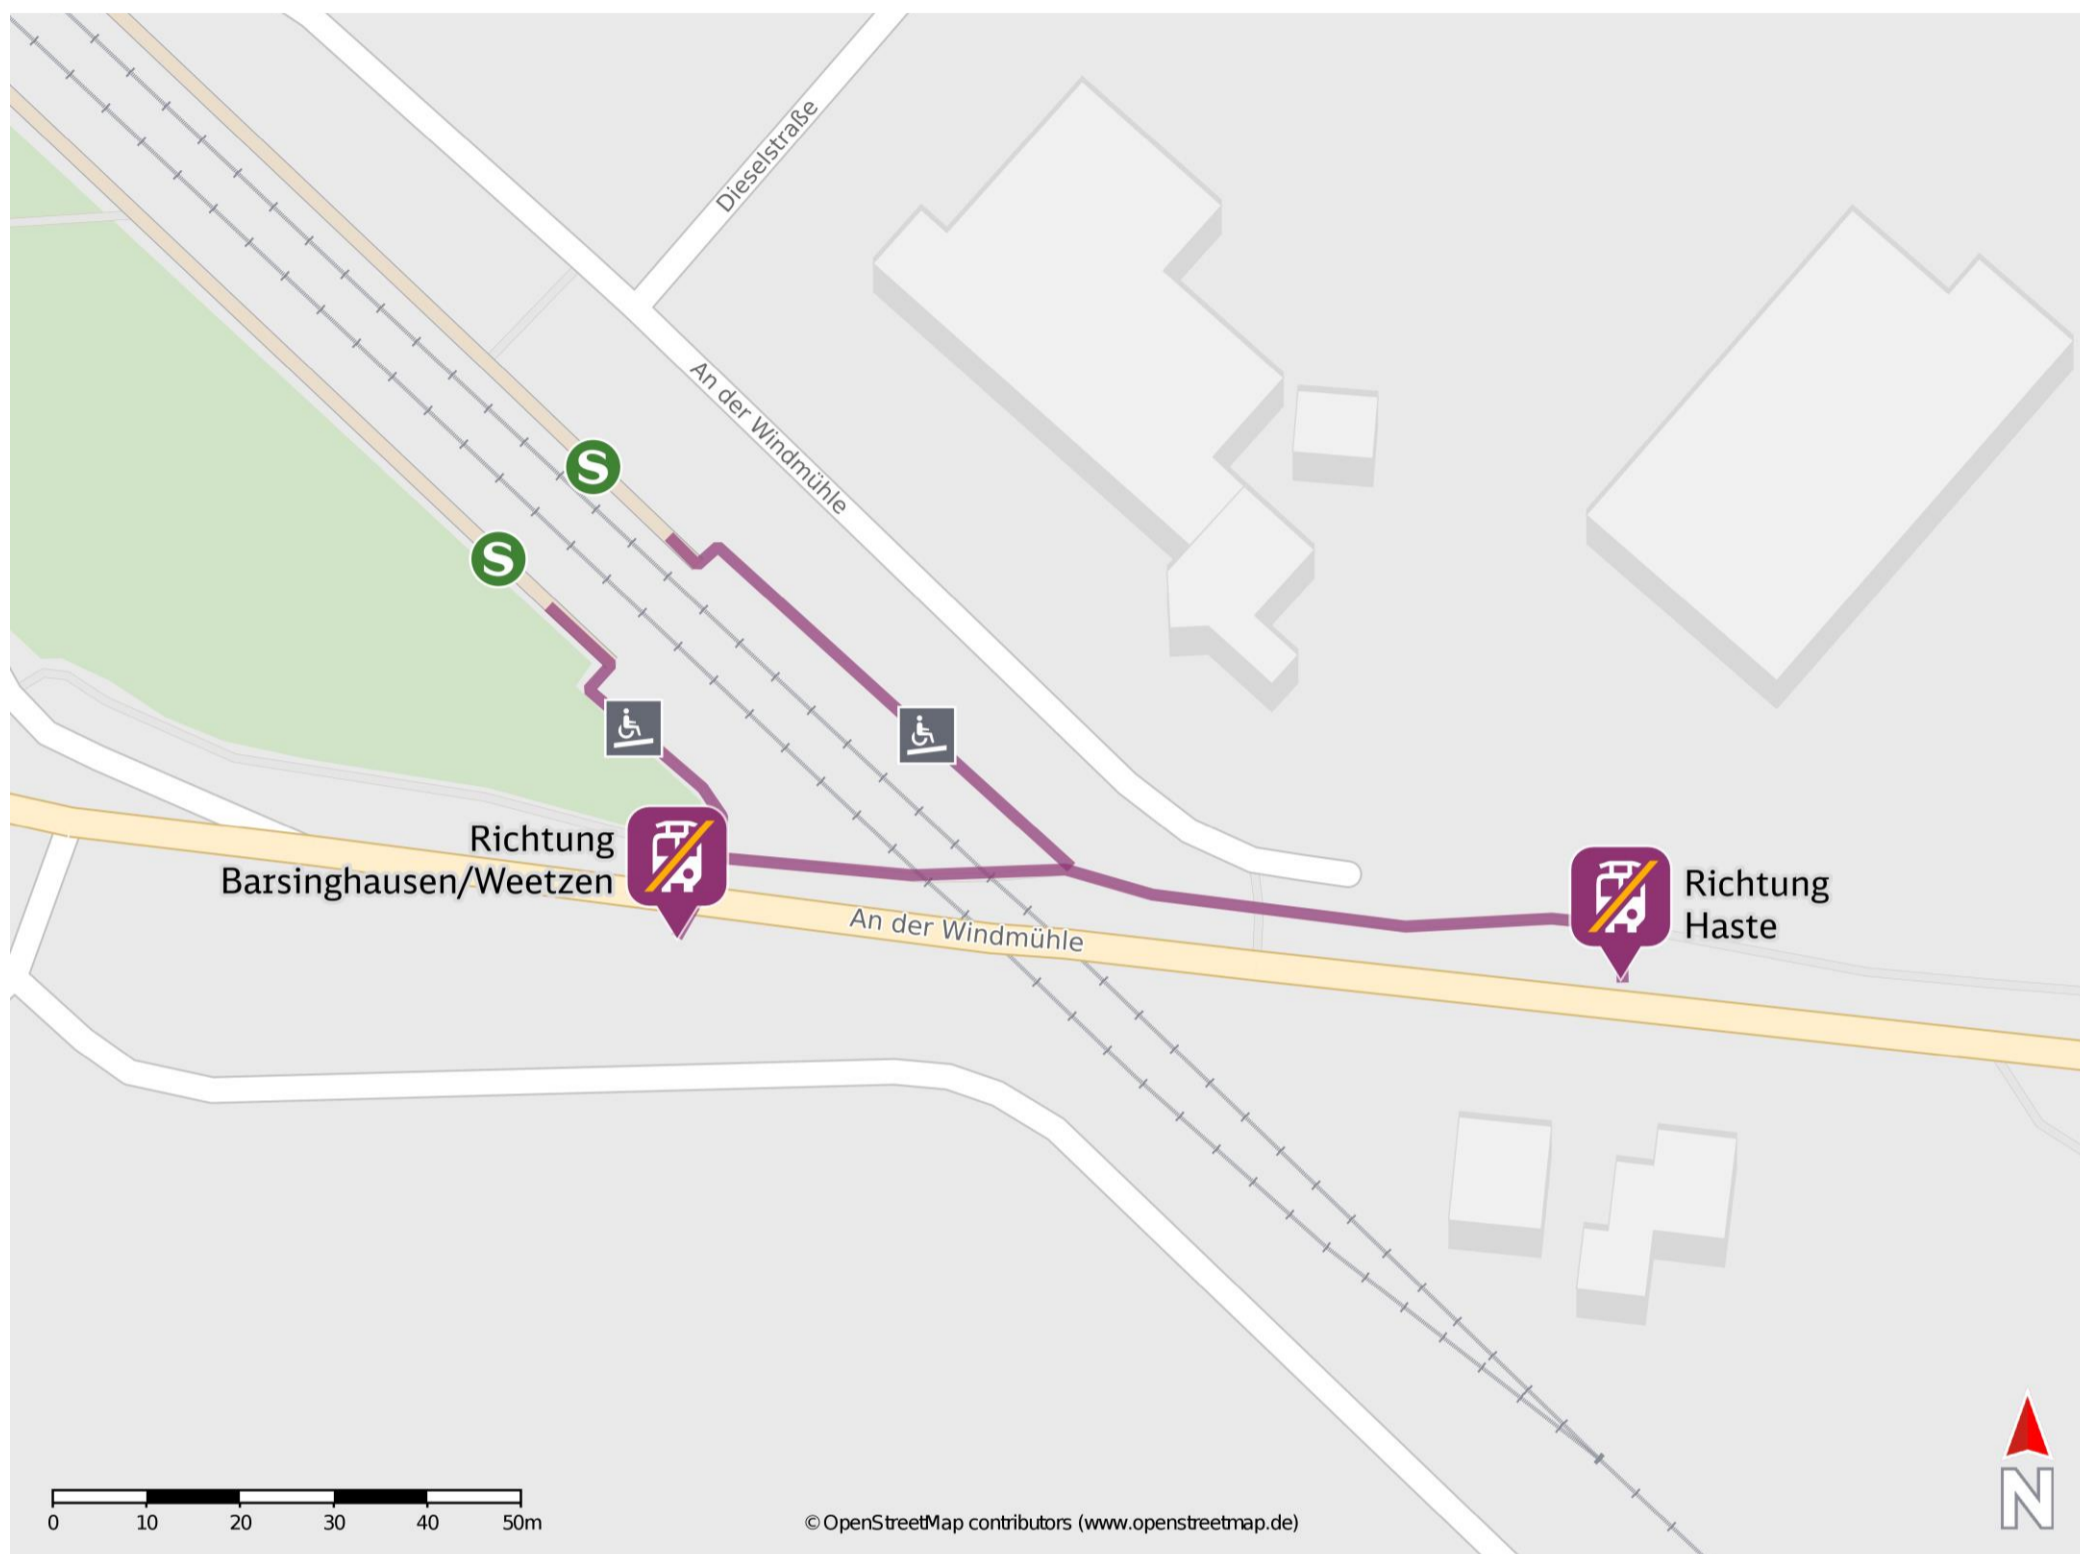 Dieselstraße
An der Windmühle
S
S
Richtung
Barsinghausen/Weetzen
An der Windmühle
Richtung
Haste
0 10 20 30 40 50m
© OpenStreetMap contributors (www.openstreetmap.de)
N